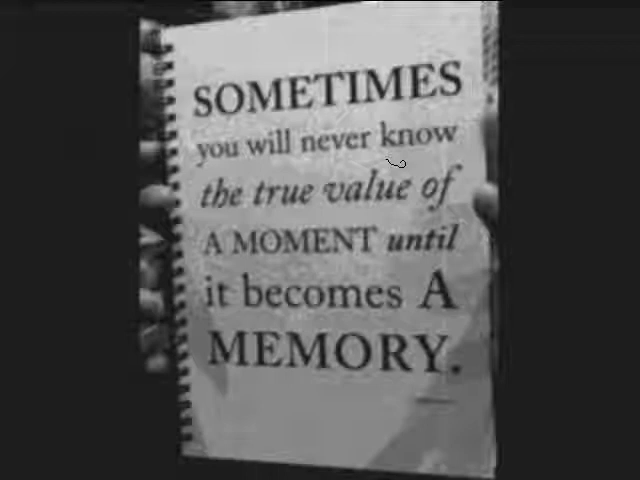 SOMETIMES
you will never know
the true value of
A MOMENT until
it becomes A
MEMORY.